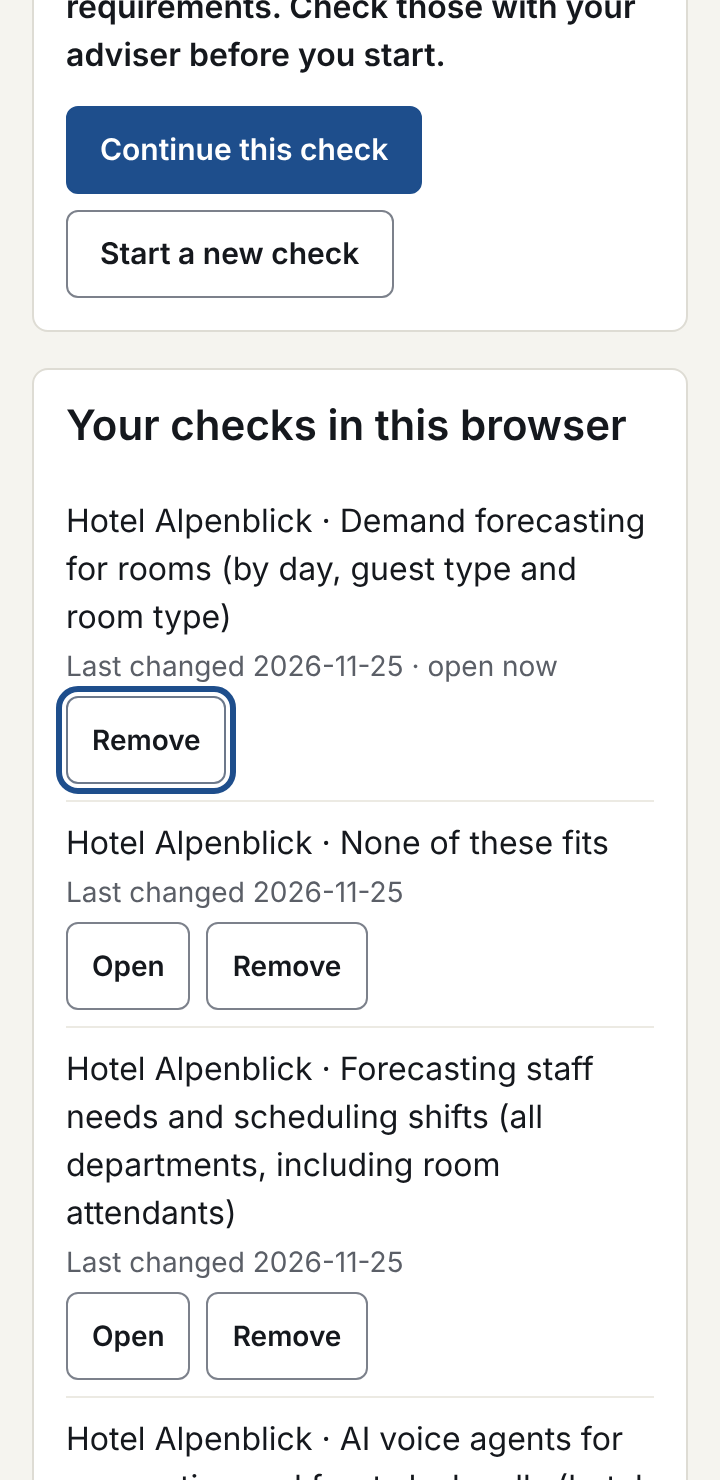 requirements. Check those with your
adviser before you start.
Continue this check
Start a new check
Your checks in this browser
Hotel Alpenblick · Demand forecasting
for rooms (by day, guest type and
room type)
Last changed 2026-11-25 · open now
Remove
Hotel Alpenblick · None of these fits
Last changed 2026-11-25
Open Remove
Hotel Alpenblick · Forecasting staff
needs and scheduling shifts (all
departments, including room
attendants)
Last changed 2026-11-25
Open Remove
Hotel Alpenblick · AI voice agents for